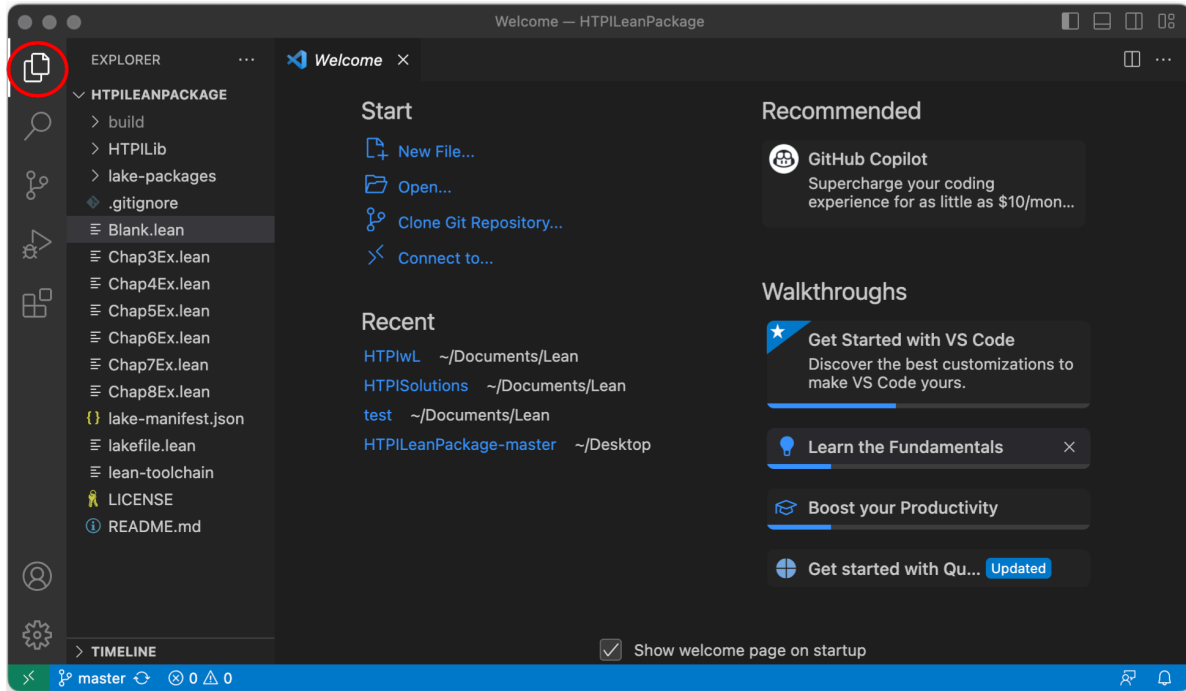 Welcome — HTPILeanPackage
EXPLORER
Welcome
HTPILEANPACKAGE
build
HTPILib
lake-packages
.gitignore
Blank.lean
Chap3Ex.lean
Chap4Ex.lean
Chap5Ex.lean
Chap6Ex.lean
Chap7Ex.lean
Chap8Ex.lean
lake-manifest.json
lakefile.lean
lean-toolchain
LICENSE
README.md
TIMELINE
Start
New File...
Open...
Clone Git Repository...
Connect to...
Recent
HTPIwL ~/Documents/Lean
HTPISolutions ~/Documents/Lean
test ~/Documents/Lean
HTPILeanPackage-master ~/Desktop
Recommended
GitHub Copilot
Supercharge your coding
experience for as little as $10/mon...
Walkthroughs
Get Started with VS Code
Discover the best customizations to
make VS Code yours.
Learn the Fundamentals
Boost your Productivity
Get started with Qu... Updated
Show welcome page on startup
master 0 0